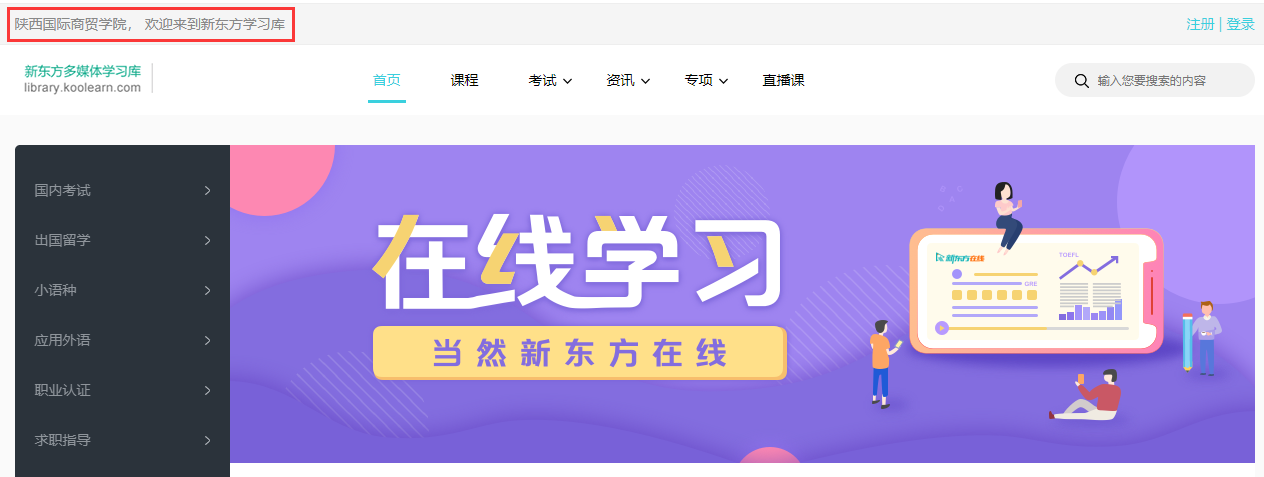 陕西国际商贸学院， 欢迎来到新东方学习库
注册 | 登录
新东方多媒体学习库
library.koolearn.com
首页 课程 考试 资讯 专项 直播课
输入您要搜索的内容
国内考试
出国留学
小语种
应用外语
职业认证
求职指导
在线学习
当然新东方在线
新东方在线
TOEFL
GRE